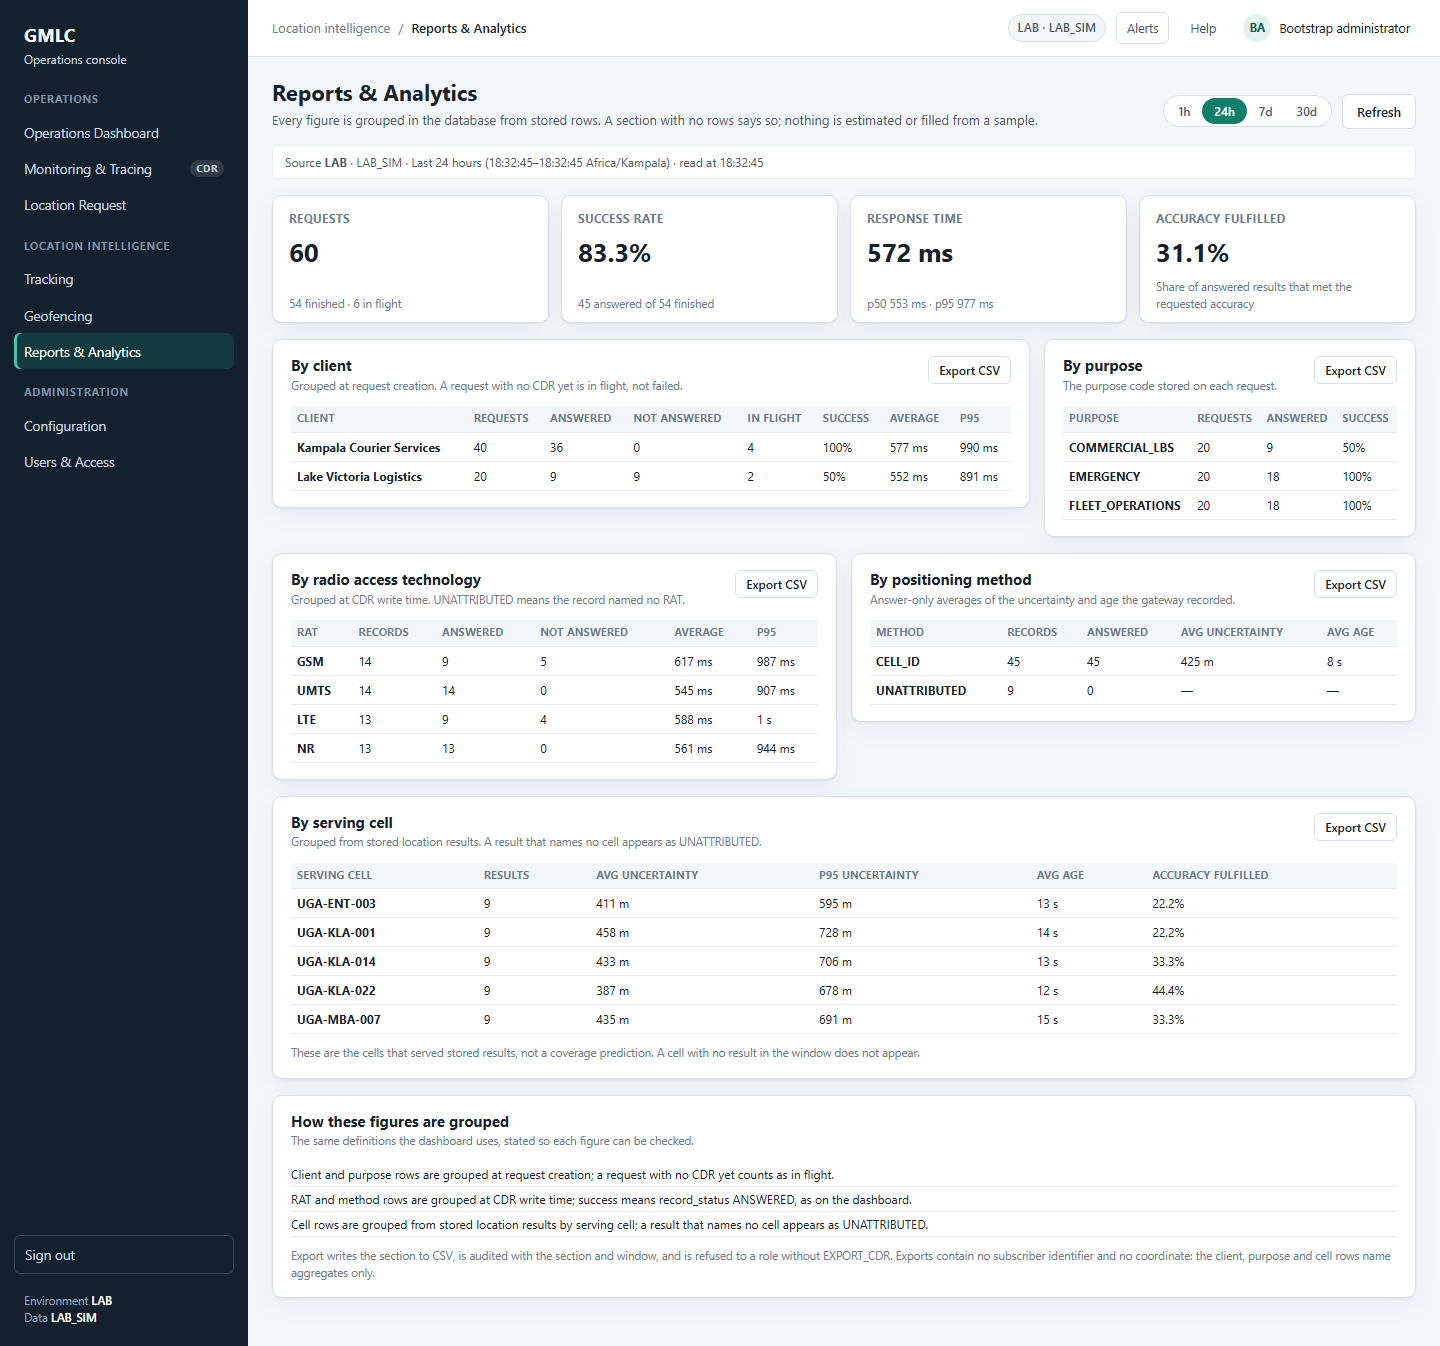 GMLC
Operations console
OPERATIONS
Operations Dashboard
Monitoring & Tracing CDR
Location Request
LOCATION INTELLIGENCE
Tracking
Geofencing
Reports & Analytics
ADMINISTRATION
Configuration
Users & Access
Sign out
Environment LAB
Data LAB_SIM
Location intelligence / Reports & Analytics LAB · LAB_SIM Alerts Help BA Bootstrap administrator
Reports & Analytics
Every figure is grouped in the database from stored rows. A section with no rows says so; nothing is estimated or filled from a sample.
1h 24h 7d 30d Refresh
Source LAB · LAB_SIM · Last 24 hours (18:32:45–18:32:45 Africa/Kampala) · read at 18:32:45
REQUESTS
60
54 finished · 6 in flight
SUCCESS RATE
83.3%
45 answered of 54 finished
RESPONSE TIME
572 ms
p50 553 ms · p95 977 ms
ACCURACY FULFILLED
31.1%
Share of answered results that met the
requested accuracy
By client Export CSV
Grouped at request creation. A request with no CDR yet is in flight, not failed.
CLIENT REQUESTS ANSWERED NOT ANSWERED IN FLIGHT SUCCESS AVERAGE P95
Kampala Courier Services 40 36 0 4 100% 577 ms 990 ms
Lake Victoria Logistics 20 9 9 2 50% 552 ms 891 ms
By purpose Export CSV
The purpose code stored on each request.
PURPOSE REQUESTS ANSWERED SUCCESS
COMMERCIAL_LBS 20 9 50%
EMERGENCY 20 18 100%
FLEET_OPERATIONS 20 18 100%
By radio access technology Export CSV
Grouped at CDR write time. UNATTRIBUTED means the record named no RAT.
RAT RECORDS ANSWERED NOT ANSWERED AVERAGE P95
GSM 14 9 5 617 ms 987 ms
UMTS 14 14 0 545 ms 907 ms
LTE 13 9 4 588 ms 1 s
NR 13 13 0 561 ms 944 ms
By positioning method Export CSV
Answer-only averages of the uncertainty and age the gateway recorded.
METHOD RECORDS ANSWERED AVG UNCERTAINTY AVG AGE
CELL_ID 45 45 425 m 8 s
UNATTRIBUTED 9 0 — —
By serving cell Export CSV
Grouped from stored location results. A result that names no cell appears as UNATTRIBUTED.
SERVING CELL RESULTS AVG UNCERTAINTY P95 UNCERTAINTY AVG AGE ACCURACY FULFILLED
UGA-ENT-003 9 411 m 595 m 13 s 22.2%
UGA-KLA-001 9 458 m 728 m 14 s 22.2%
UGA-KLA-014 9 433 m 706 m 13 s 33.3%
UGA-KLA-022 9 387 m 678 m 12 s 44.4%
UGA-MBA-007 9 435 m 691 m 15 s 33.3%
These are the cells that served stored results, not a coverage prediction. A cell with no result in the window does not appear.
How these figures are grouped
The same definitions the dashboard uses, stated so each figure can be checked.
Client and purpose rows are grouped at request creation; a request with no CDR yet counts as in flight.
RAT and method rows are grouped at CDR write time; success means record_status ANSWERED, as on the dashboard.
Cell rows are grouped from stored location results by serving cell; a result that names no cell appears as UNATTRIBUTED.
Export writes the section to CSV, is audited with the section and window, and is refused to a role without EXPORT_CDR. Exports contain no subscriber identifier and no coordinate: the client, purpose and cell rows name
aggregates only.